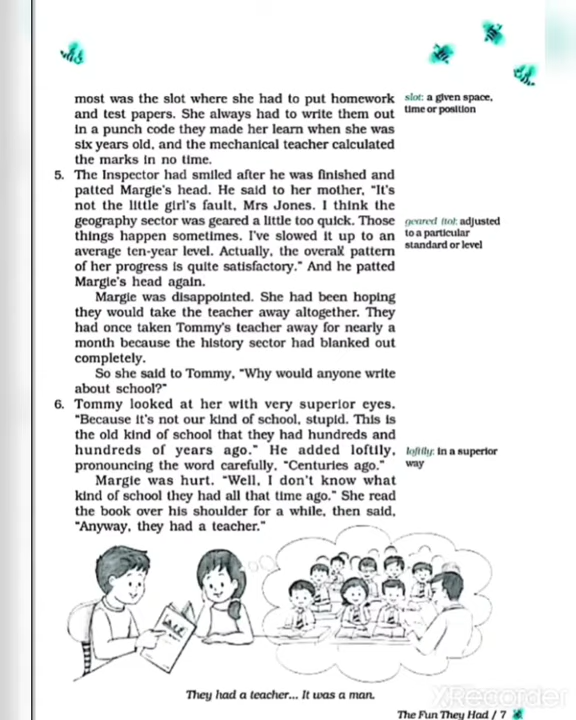 most was the slot where she had to put homework
and test papers. She always had to write them out
in a punch code they made her learn when she was
six years old, and the mechanical teacher calculated
the marks in no time.
slot: a given space,
time or position
5. The Inspector had smiled after he was finished and
patted Margie's head. He said to her mother, “It's
not the little girl's fault, Mrs Jones. I think the
geography sector was geared a little too quick. Those
things happen sometimes. I've slowed it up to an
average ten-year level. Actually, the overall pattern
of her progress is quite satisfactory.” And he patted
Margie's head again.
geared (to): adjusted
to a particular
standard or level
Margie was disappointed. She had been hoping
they would take the teacher away altogether. They
had once taken Tommy's teacher away for nearly a
month because the history sector had blanked out
completely.
So she said to Tommy, “Why would anyone write
about school?”
6. Tommy looked at her with very superior eyes.
“Because it's not our kind of school, stupid. This is
the old kind of school that they had hundreds and
hundreds of years ago.” He added loftily,
pronouncing the word carefully, “Centuries ago.”
loftily: in a superior
way
Margie was hurt. “Well, I don't know what
kind of school they had all that time ago.” She read
the book over his shoulder for a while, then said,
“Anyway, they had a teacher.”
They had a teacher... It was a man.
The Fun They Had / 7
XRecorder